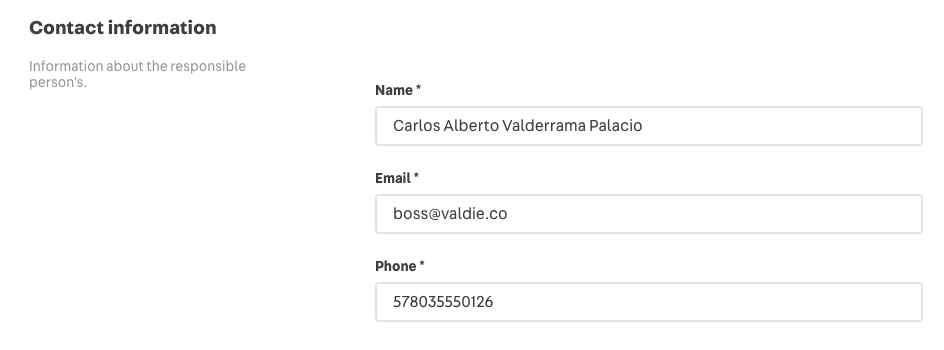 Contact information
Information about the responsible
person's.
Name *
Carlos Alberto Valderrama Palacio
Email *
boss@valdie.co
Phone *
578035550126